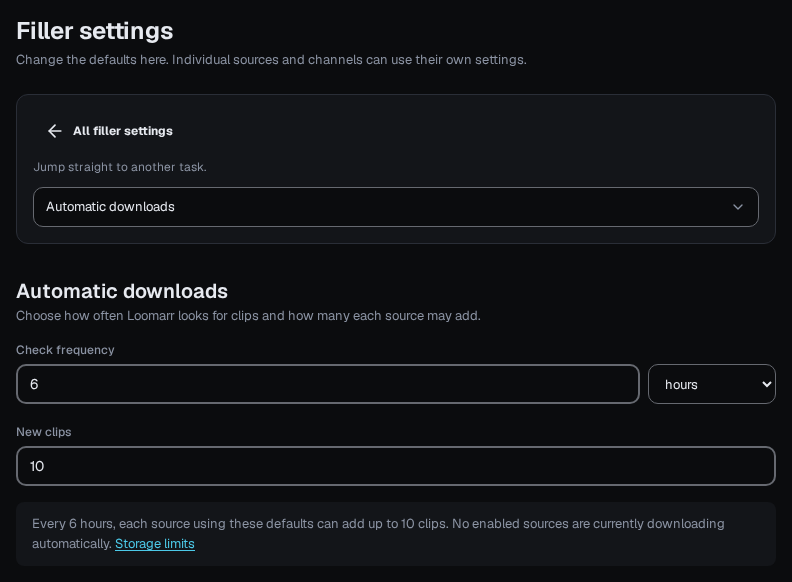 Filler settings
Change the defaults here. Individual sources and channels can use their own settings.
All filler settings
Jump straight to another task.
Automatic downloads
Automatic downloads
Choose how often Loomarr looks for clips and how many each source may add.
Check frequency
6
hours
New clips
10
Every 6 hours, each source using these defaults can add up to 10 clips. No enabled sources are currently downloading
automatically. Storage limits